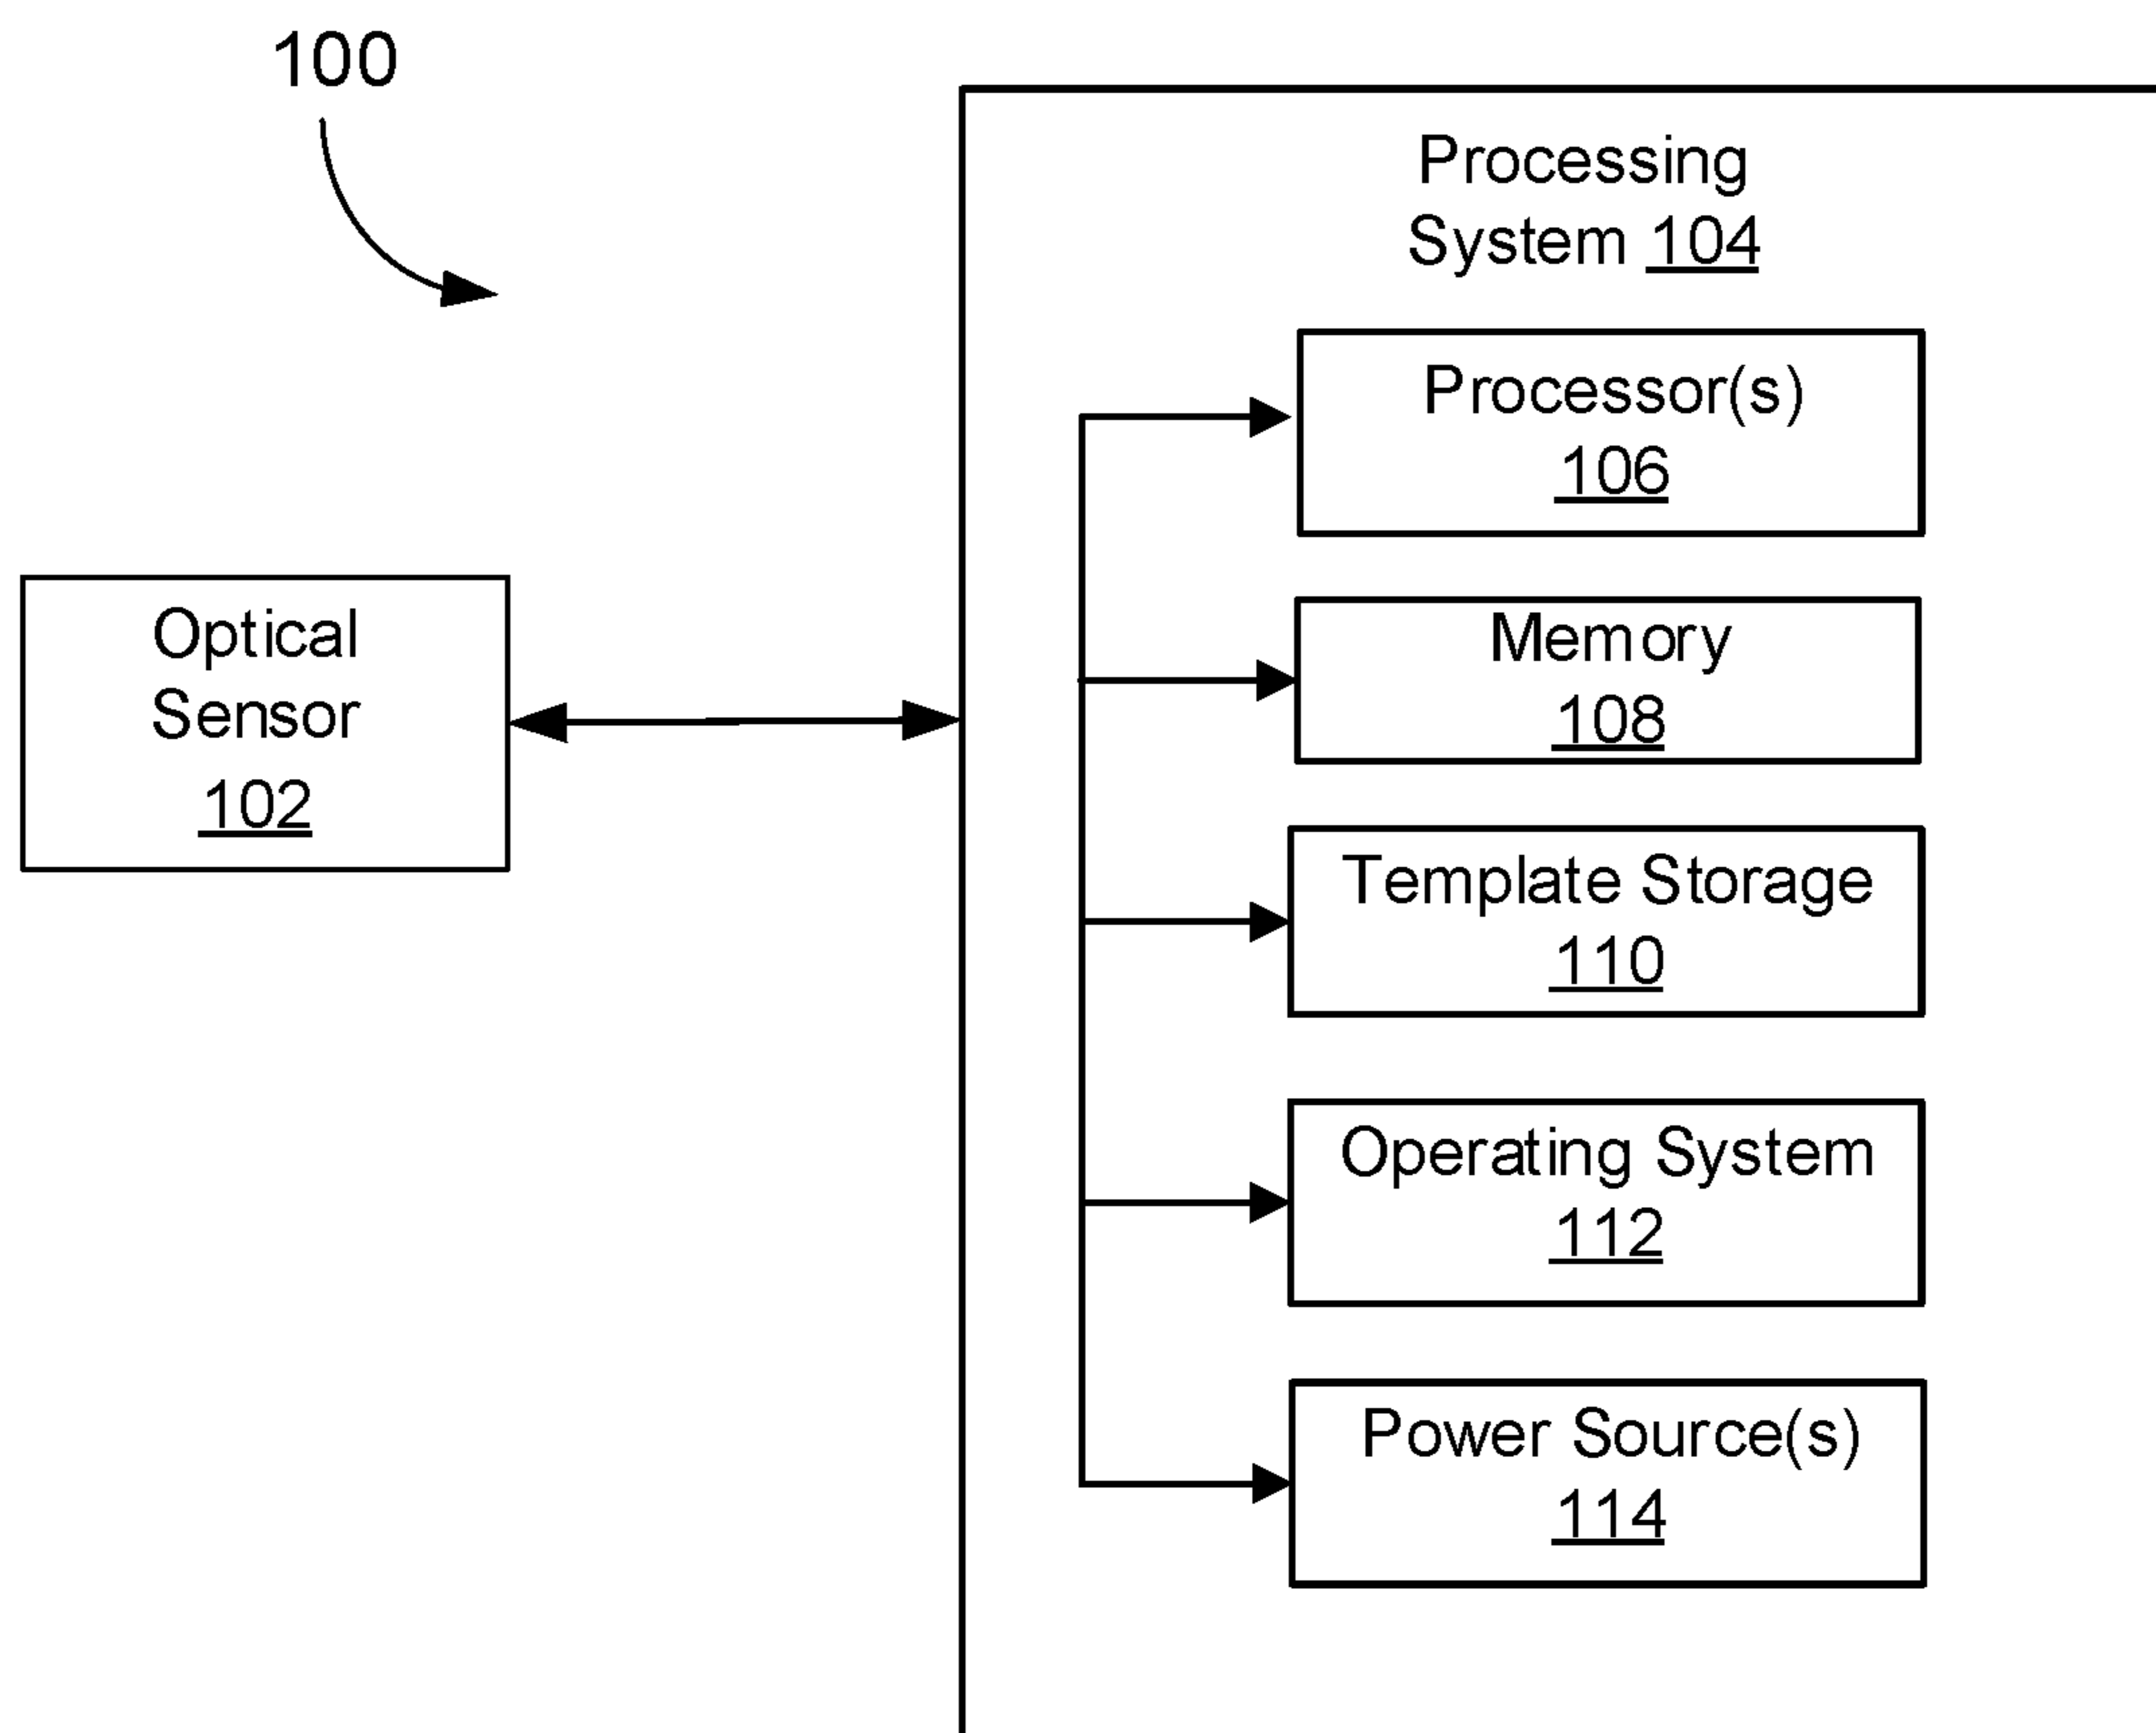 100
Processing
System 104
Processor(s)
106
Optical
Sensor
102
Memory
108
Template Storage
110
Operating System
112
Power Source(s)
114